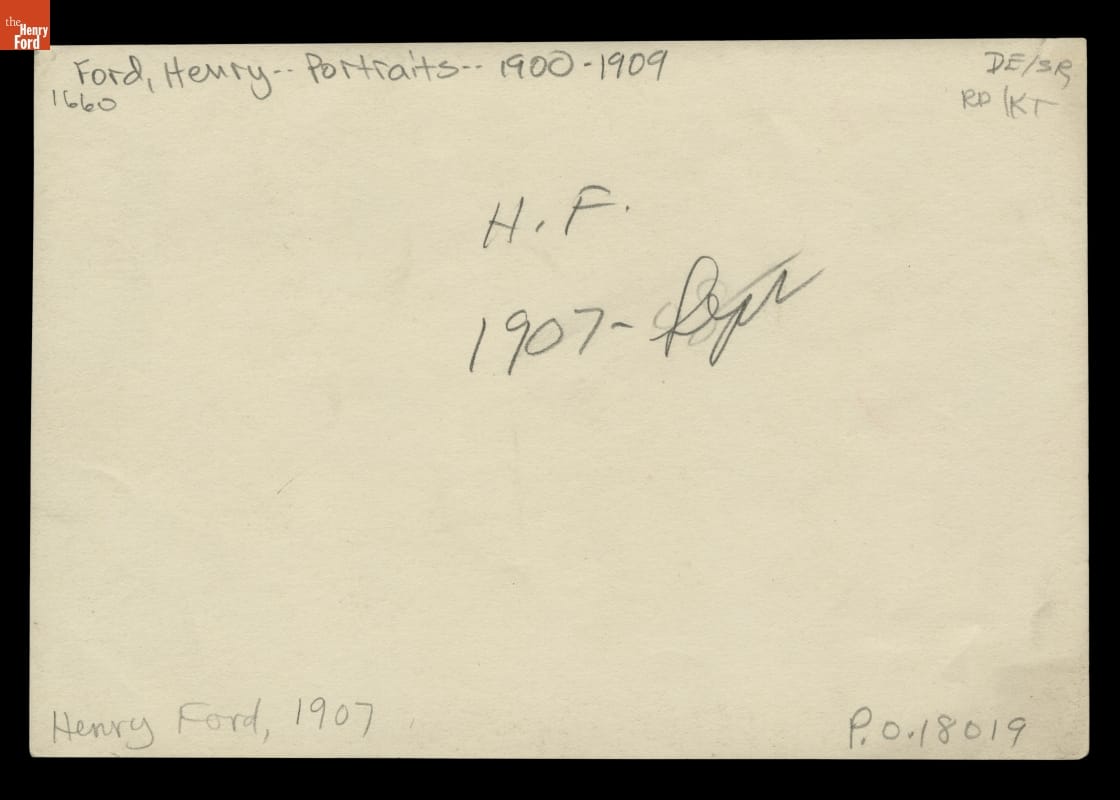 the
Henry
Ford
Ford, Henry-- Portraits-- 1900-1909
1660
DE/SR
RD/KT
H. F.
1907-
Henry Ford, 1907
P.O.18019